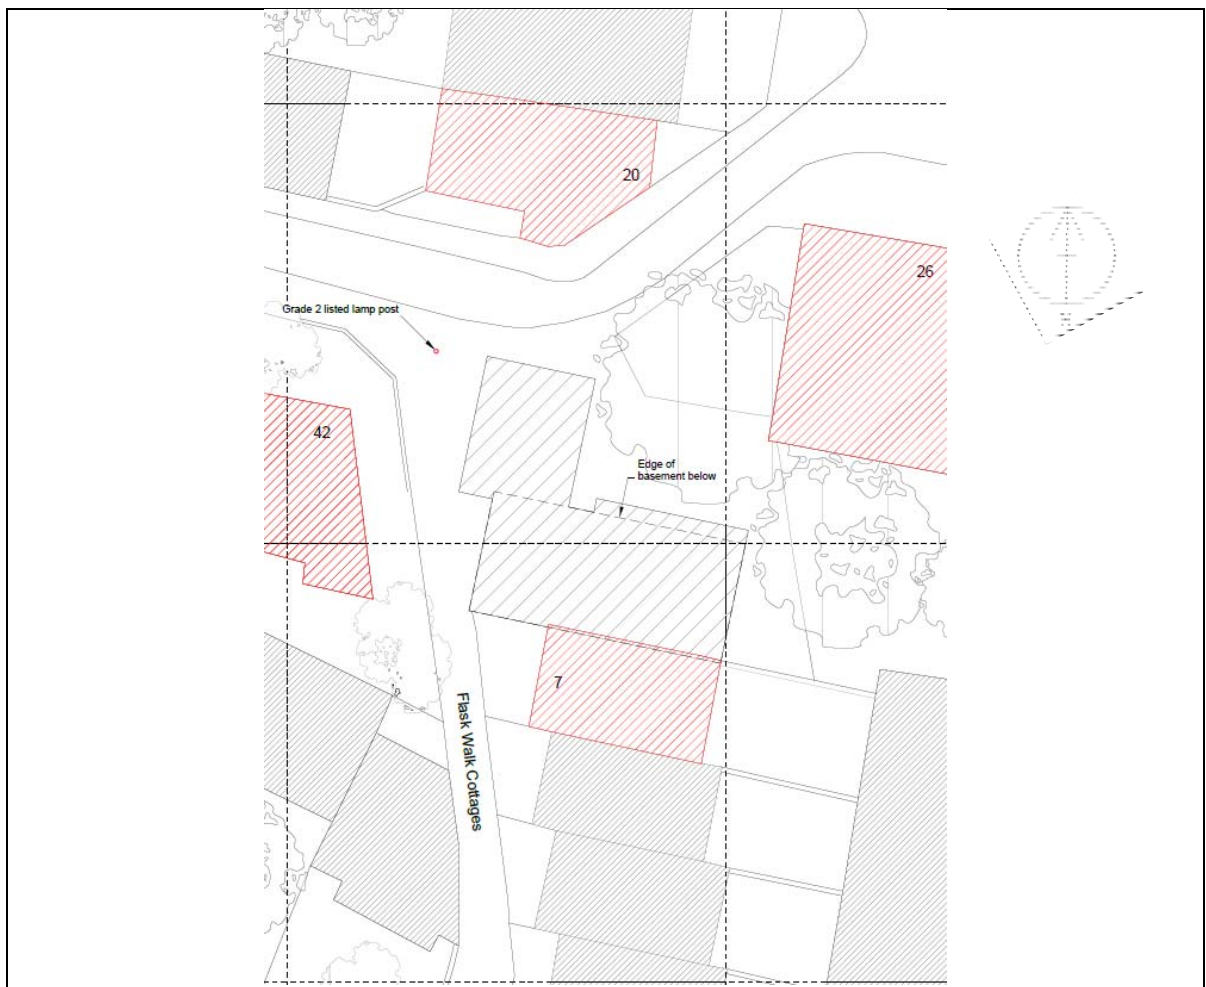 20
26
Grade 2 listed lamp post
42
Edge of
basement below
7
Flask Walk Cottages